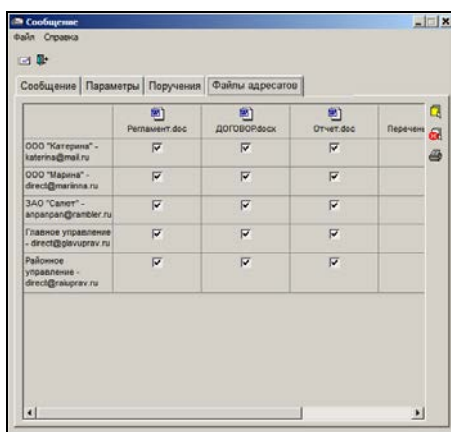 Сообщение
Файл Справка
Сообщение Параметры Поручения Файлы адресатов
Регламент.doc ДОГОВОР.docx Отчет.doc Перечень
ООО "Катерина" -
katerina@mail.ru
ООО "Марина" -
direct@mariinna.ru
ЗАО "Салют" -
anpanpan@rambler.ru
Главное управление
- direct@glavuprav.ru
Районное
управление -
direct@raiuprav.ru